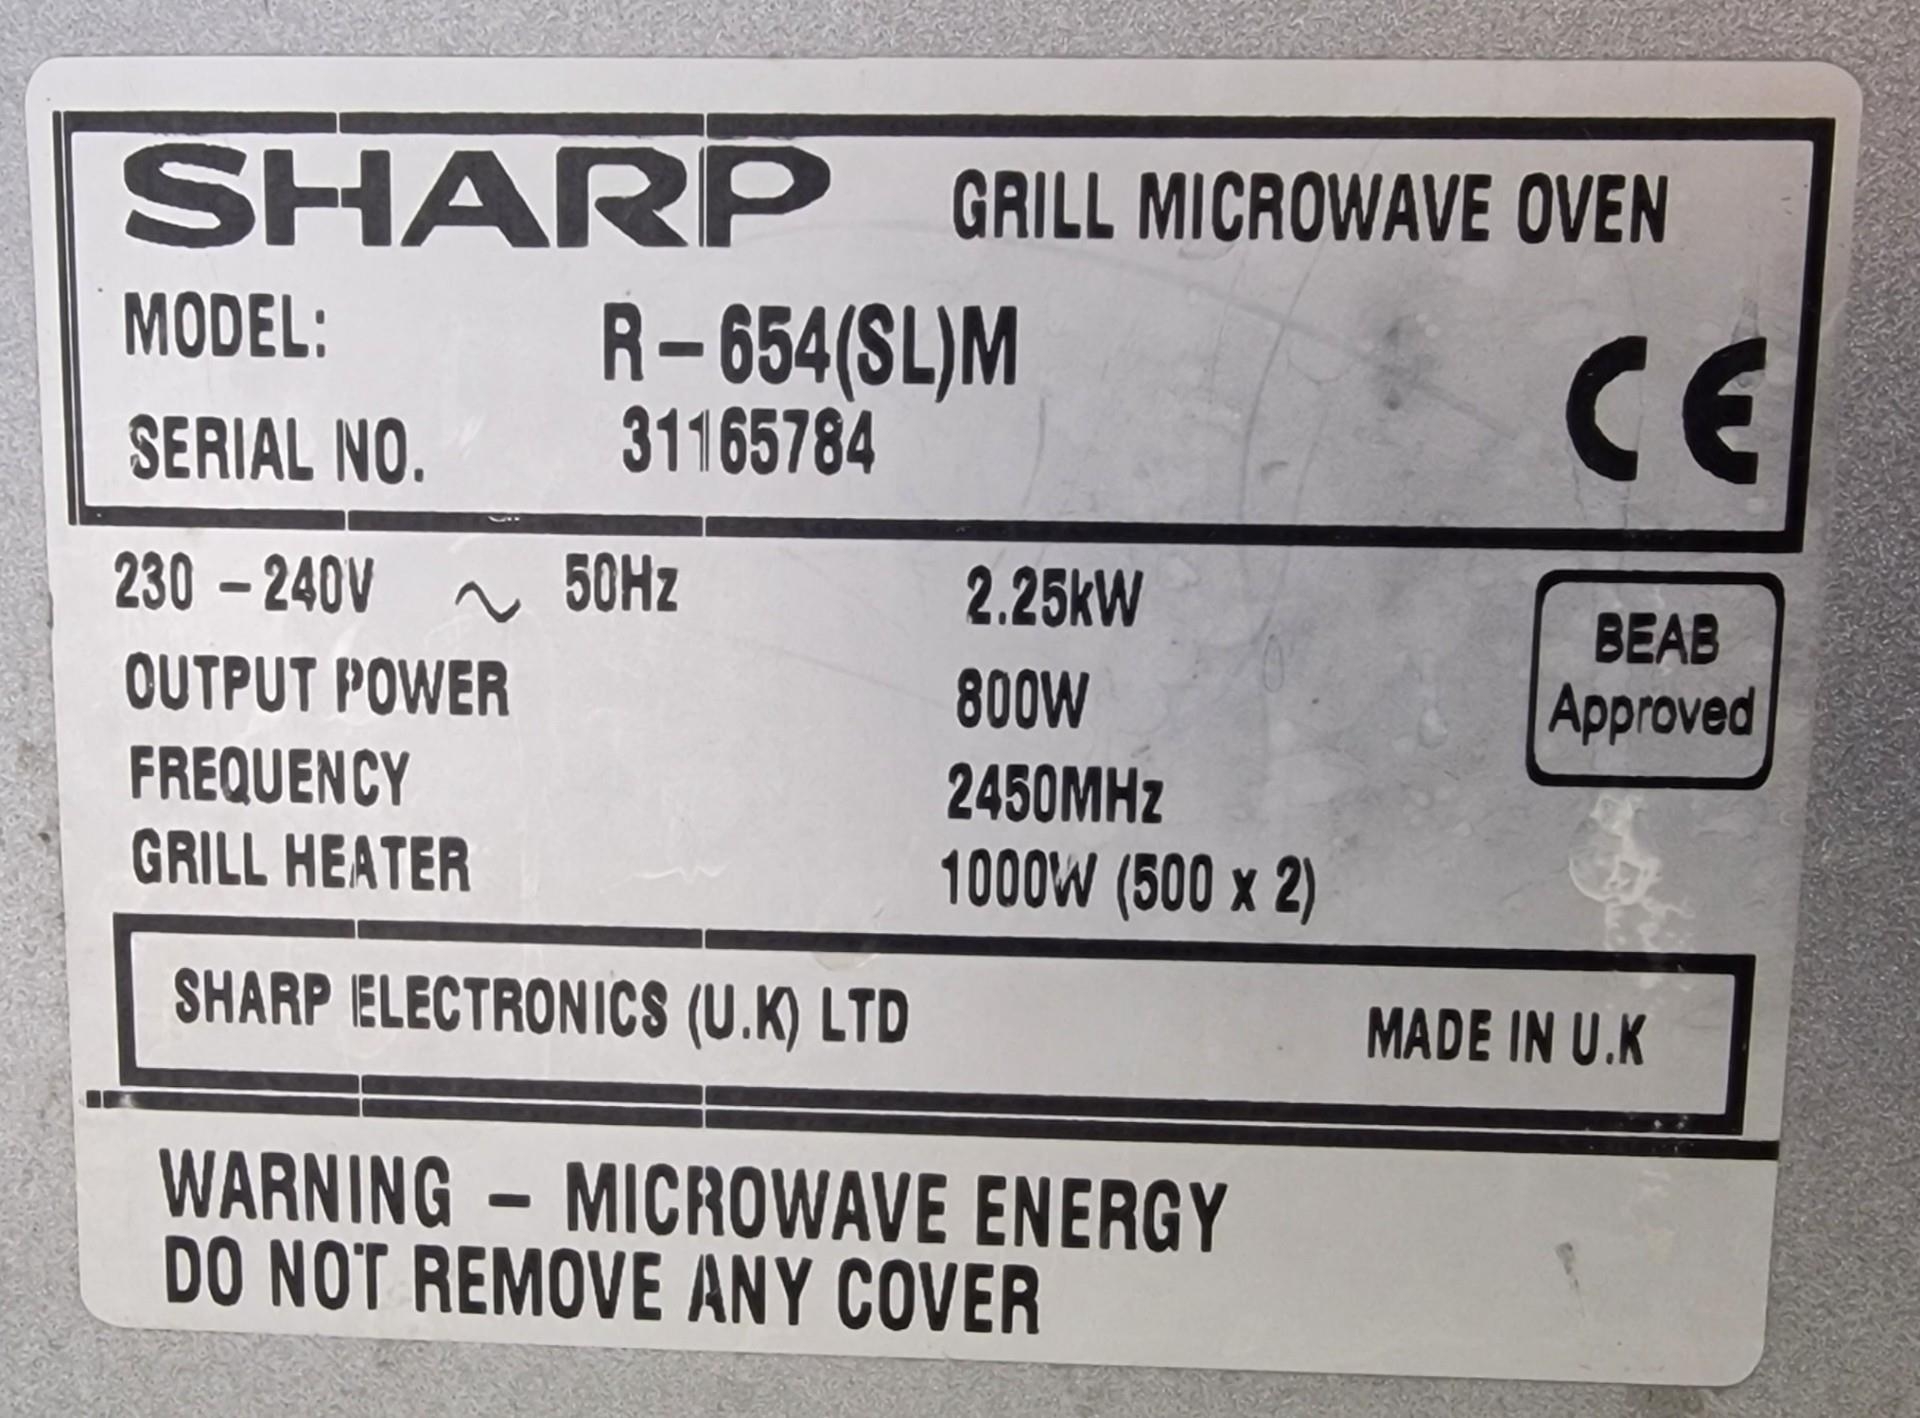 SHARP GRILL MICROWAVE OVEN
MODEL: R-654(SL)M
SERIAL NO. 31165784
CE
230 - 240V ~ 50Hz 2.25kW
OUTPUT POWER 800W
FREQUENCY 2450MHz
GRILL HEATER 1000W (500 x 2)
BEAB
Approved
SHARP ELECTRONICS (U.K) LTD MADE IN U.K
WARNING - MICROWAVE ENERGY
DO NOT REMOVE ANY COVER